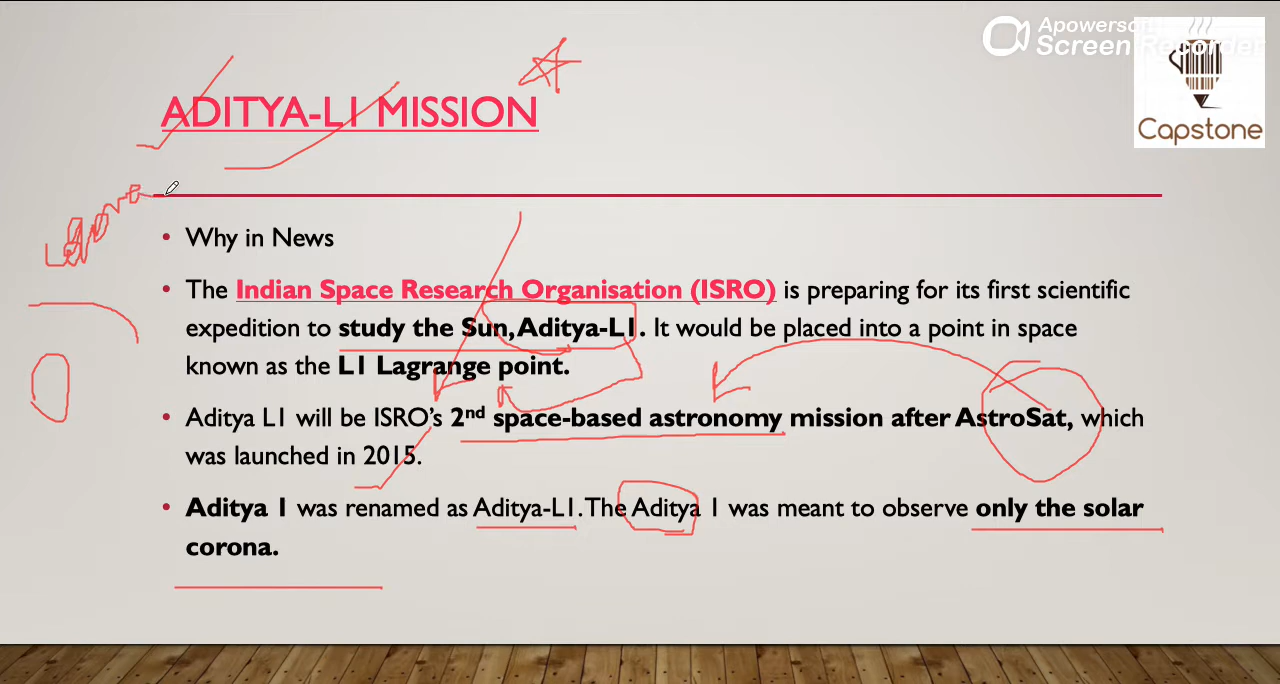 Apowersoft
Screen Recorder
Capstone
ADITYA-L1 MISSION
• Why in News
• The Indian Space Research Organisation (ISRO) is preparing for its first scientific
expedition to study the Sun, Aditya-L1. It would be placed into a point in space
known as the L1 Lagrange point.
• Aditya L1 will be ISRO's 2nd space-based astronomy mission after AstroSat, which
was launched in 2015.
• Aditya 1 was renamed as Aditya-L1. The Aditya 1 was meant to observe only the solar
corona.